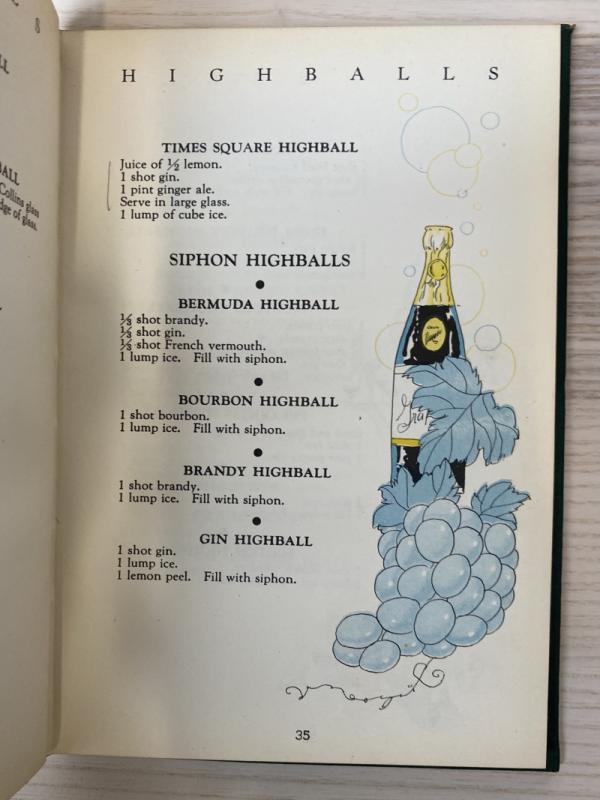 H I G H B A L L S
TIMES SQUARE HIGHBALL
Juice of ½ lemon.
1 shot gin.
1 pint ginger ale.
Serve in large glass.
1 lump of cube ice.
SIPHON HIGHBALLS
●
BERMUDA HIGHBALL
⅓ shot brandy.
⅓ shot gin.
⅓ shot French vermouth.
1 lump ice. Fill with siphon.
●
BOURBON HIGHBALL
1 shot bourbon.
1 lump ice. Fill with siphon.
●
BRANDY HIGHBALL
1 shot brandy.
1 lump ice. Fill with siphon.
●
GIN HIGHBALL
1 shot gin.
1 lump ice.
1 lemon peel. Fill with siphon.
35
Collins glass
of glass.